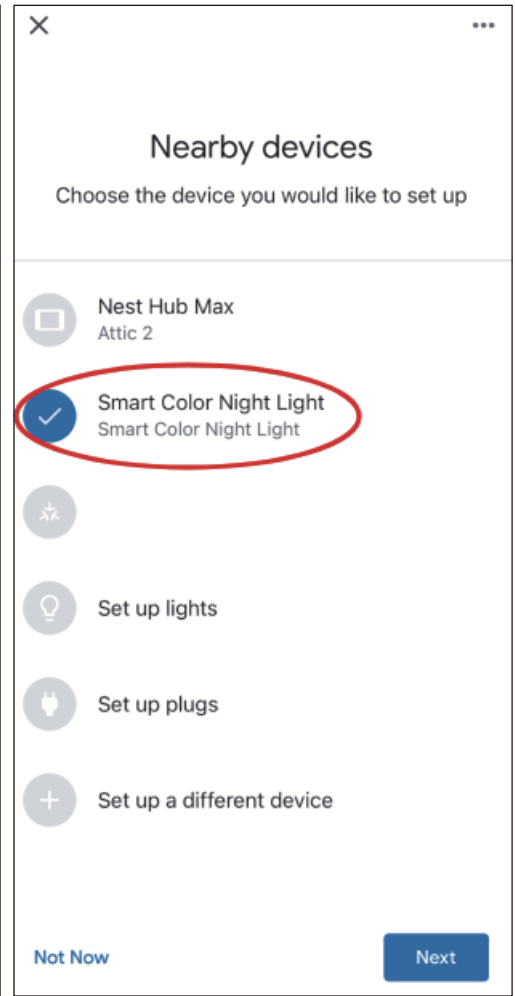 Nearby devices
Choose the device you would like to set up
Nest Hub Max
Attic 2
Smart Color Night Light
Smart Color Night Light
Set up lights
Set up plugs
Set up a different device
Not Now
Next